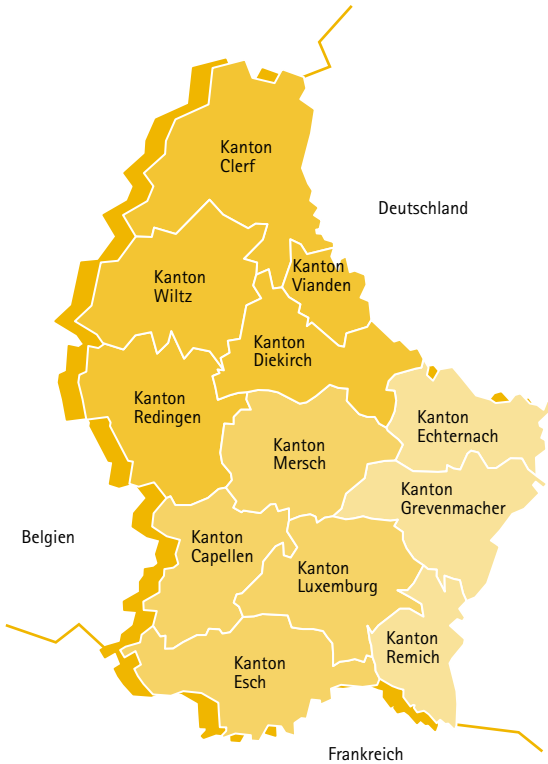 Kanton
Clerf
Deutschland
Kanton
Wiltz
Kanton
Vianden
Kanton
Diekirch
Kanton
Redingen
Kanton
Echternach
Kanton
Mersch
Kanton
Grevenmacher
Belgien
Kanton
Capellen
Kanton
Luxemburg
Kanton
Remich
Kanton
Esch
Frankreich